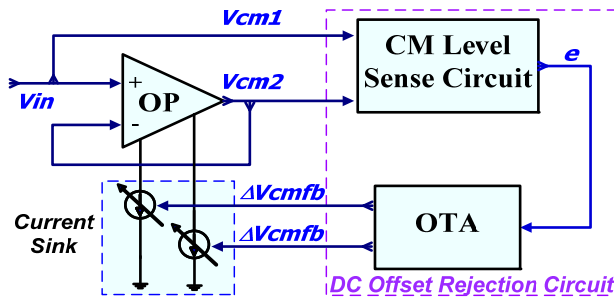 Vcm1
CM Level
Sense Circuit
e
Vin
+
OP
-
Vcm2
ΔVcmfb
Current
Sink
ΔVcmfb
OTA
DC Offset Rejection Circuit